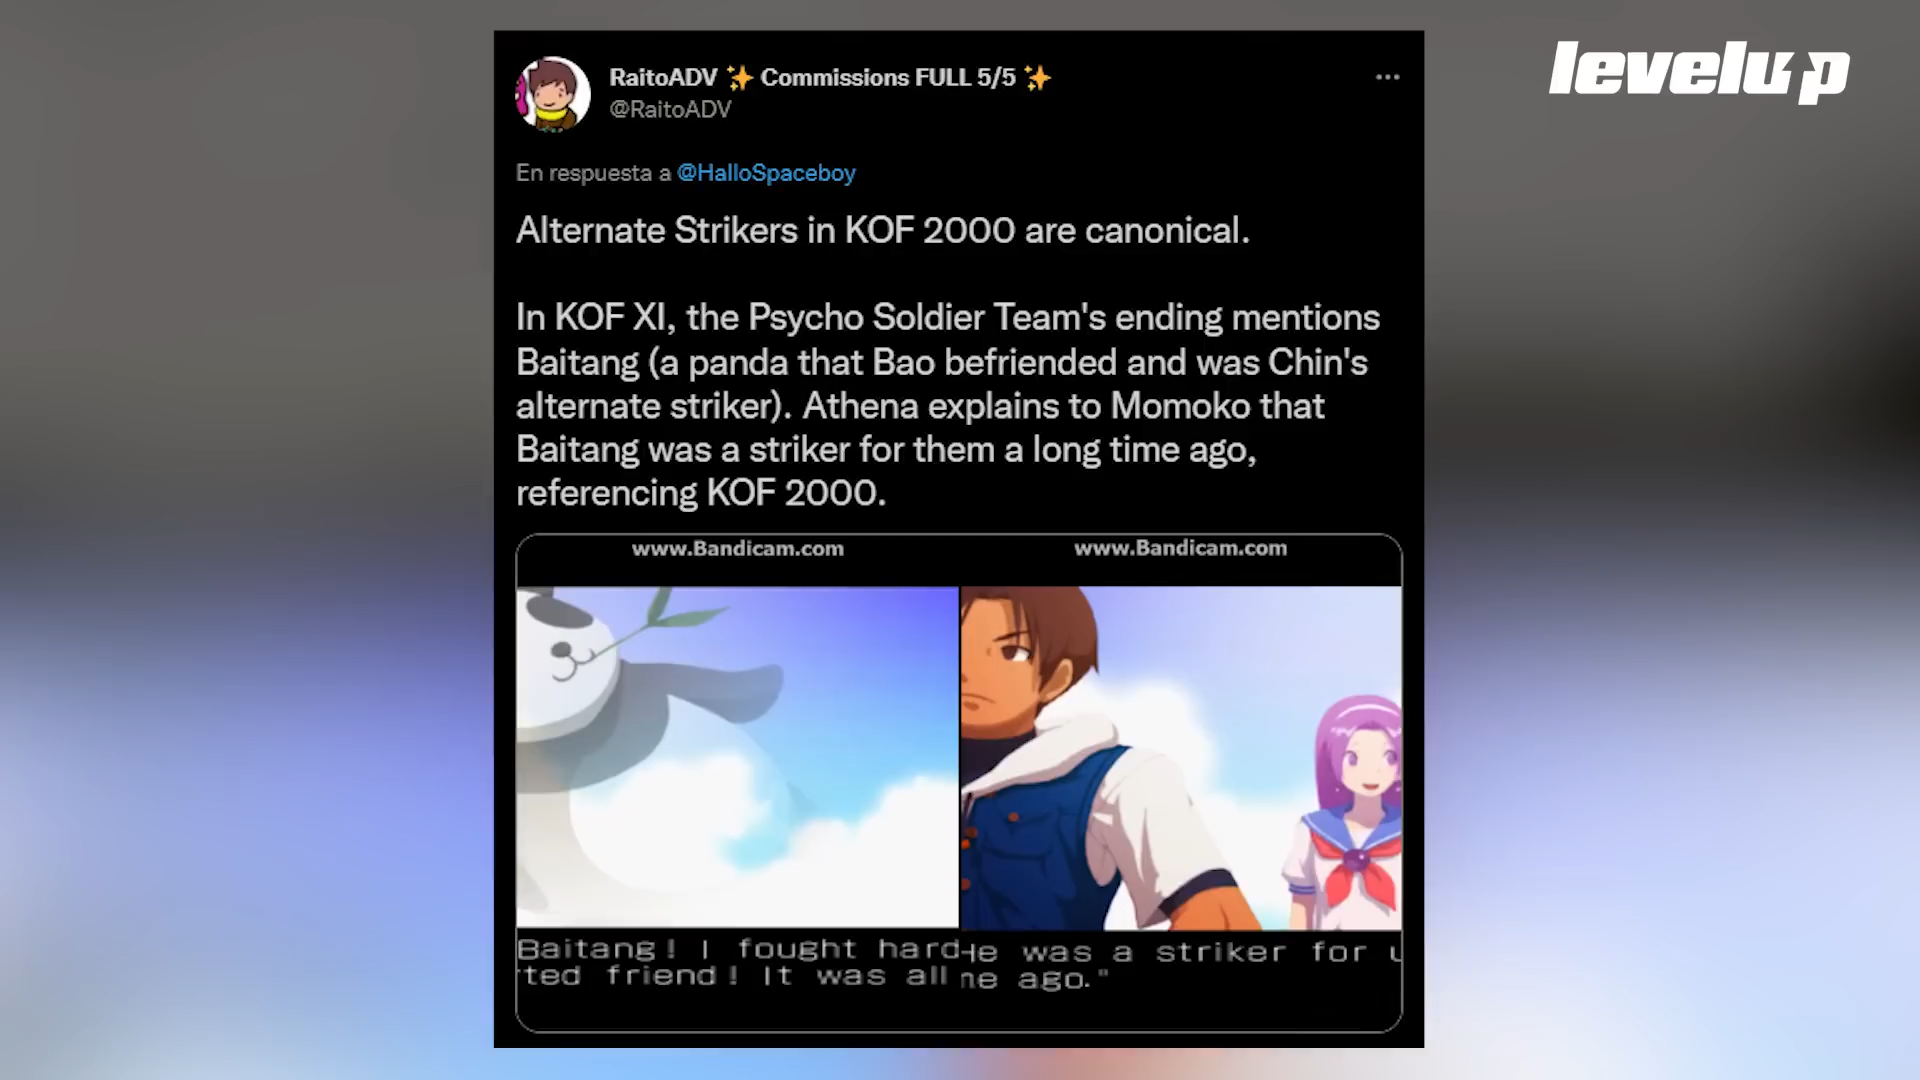 levelup
RaitoADV ✨ Commissions FULL 5/5 ✨
@RaitoADV
En respuesta a @HalloSpaceboy
Alternate Strikers in KOF 2000 are canonical.
In KOF XI, the Psycho Soldier Team's ending mentions
Baitang (a panda that Bao befriended and was Chin's
alternate striker). Athena explains to Momoko that
Baitang was a striker for them a long time ago,
referencing KOF 2000.
www.Bandicam.com
www.Bandicam.com
Baitang! I fought hard
ted friend! It was all
He was a striker for u
ne ago."